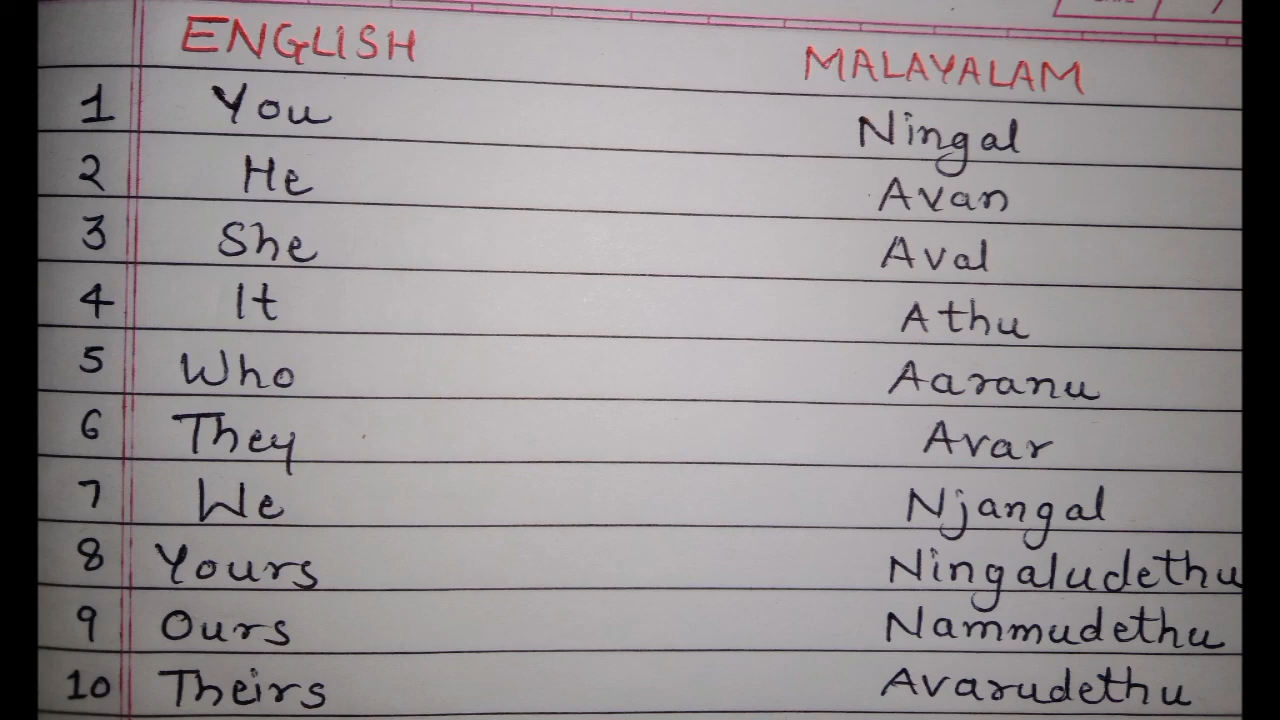 ENGLISH MALAYALAM
1 You Ningal
2 He Avan
3 She Aval
4 It Athu
5 Who Aaranu
6 They Avar
7 We Njangal
8 Yours Ningaludethu
9 Ours Nammudethu
10 Theirs Avarudethu